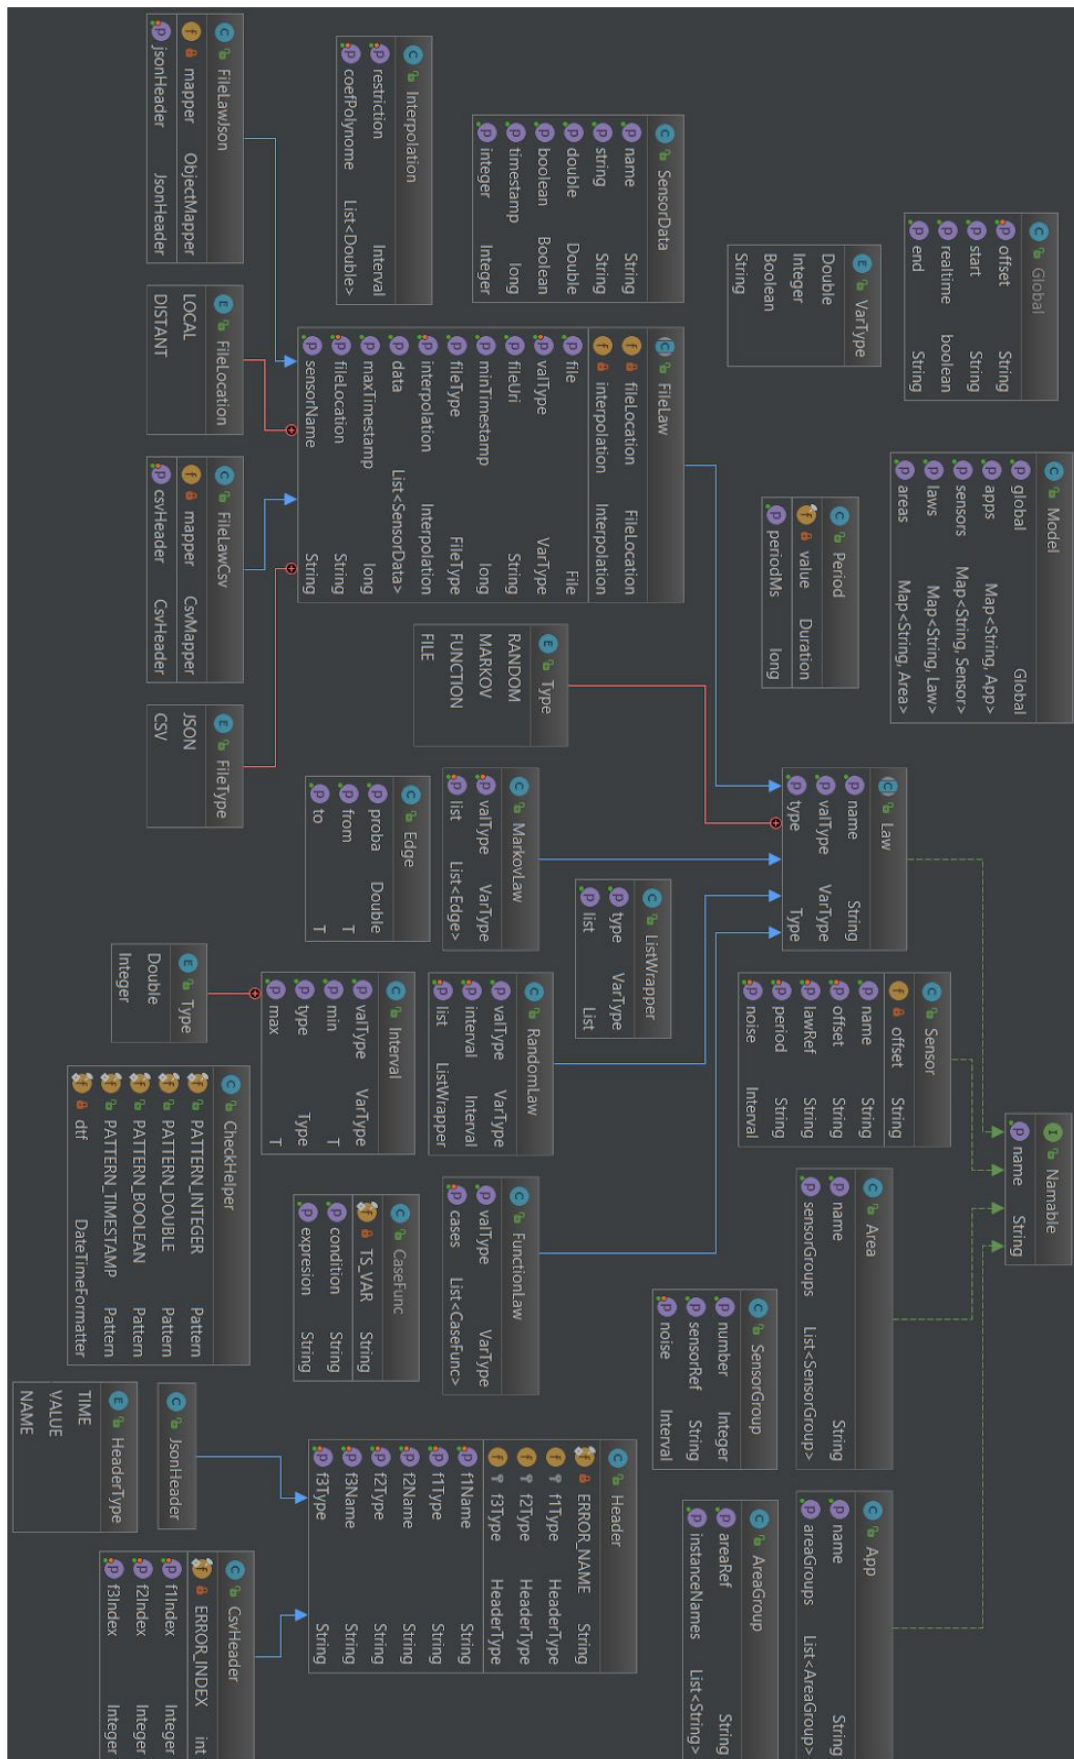 Global
offset String
start String
realtime boolean
end String
Model
global Global
apps Map<String, App>
sensors Map<String, Sensor>
laws Map<String, Law>
areas Map<String, Area>
Namable
name String
VarType
Double
Integer
Boolean
String
Period
value Duration
periodMs long
Law
name String
valType VarType
type Type
Sensor
offset String
name String
offset String
lawRef String
period String
noise Interval
Area
name String
sensorGroups List<SensorGroup>
App
name String
areaGroups List<AreaGroup>
SensorData
name String
string String
double Double
boolean Boolean
timestamp long
integer Integer
FileLaw
fileLocation FileLocation
interpolation Interpolation
file File
valType VarType
fileUri String
minTimestamp long
fileType FileType
interpolation Interpolation
data List<SensorData>
maxTimestamp long
fileLocation String
sensorName String
Type
RANDOM
MARKOV
FUNCTION
FILE
ListWrapper
type VarType
list List
SensorGroup
number Integer
sensorRef String
noise Interval
AreaGroup
areaRef String
instanceNames List<String>
Interpolation
restriction Interval
coefPolynome List<Double>
MarkovLaw
valType VarType
list List<Edge>
RandomLaw
valType VarType
interval Interval
list ListWrapper
FunctionLaw
valType VarType
cases List<CaseFunc>
Header
ERROR_NAME String
f1Type HeaderType
f2Type HeaderType
f3Type HeaderType
f1Name String
f1Type String
f2Name String
f2Type String
f3Name String
f3Type String
Edge
proba Double
from T
to T
Interval
valType VarType
min T
type Type
max T
CaseFunc
TS_VAR String
condition String
expresion String
FileLawJson
mapper ObjectMapper
jsonHeader JsonHeader
FileLocation
LOCAL
DISTANT
FileLawCsv
mapper CsvMapper
csvHeader CsvHeader
FileType
JSON
CSV
Type
Double
Integer
CheckHelper
PATTERN_INTEGER Pattern
PATTERN_DOUBLE Pattern
PATTERN_BOOLEAN Pattern
PATTERN_TIMESTAMP Pattern
dtf DateTimeFormatter
HeaderType
TIME
VALUE
NAME
JsonHeader
CsvHeader
ERROR_INDEX int
f1Index Integer
f2Index Integer
f3Index Integer